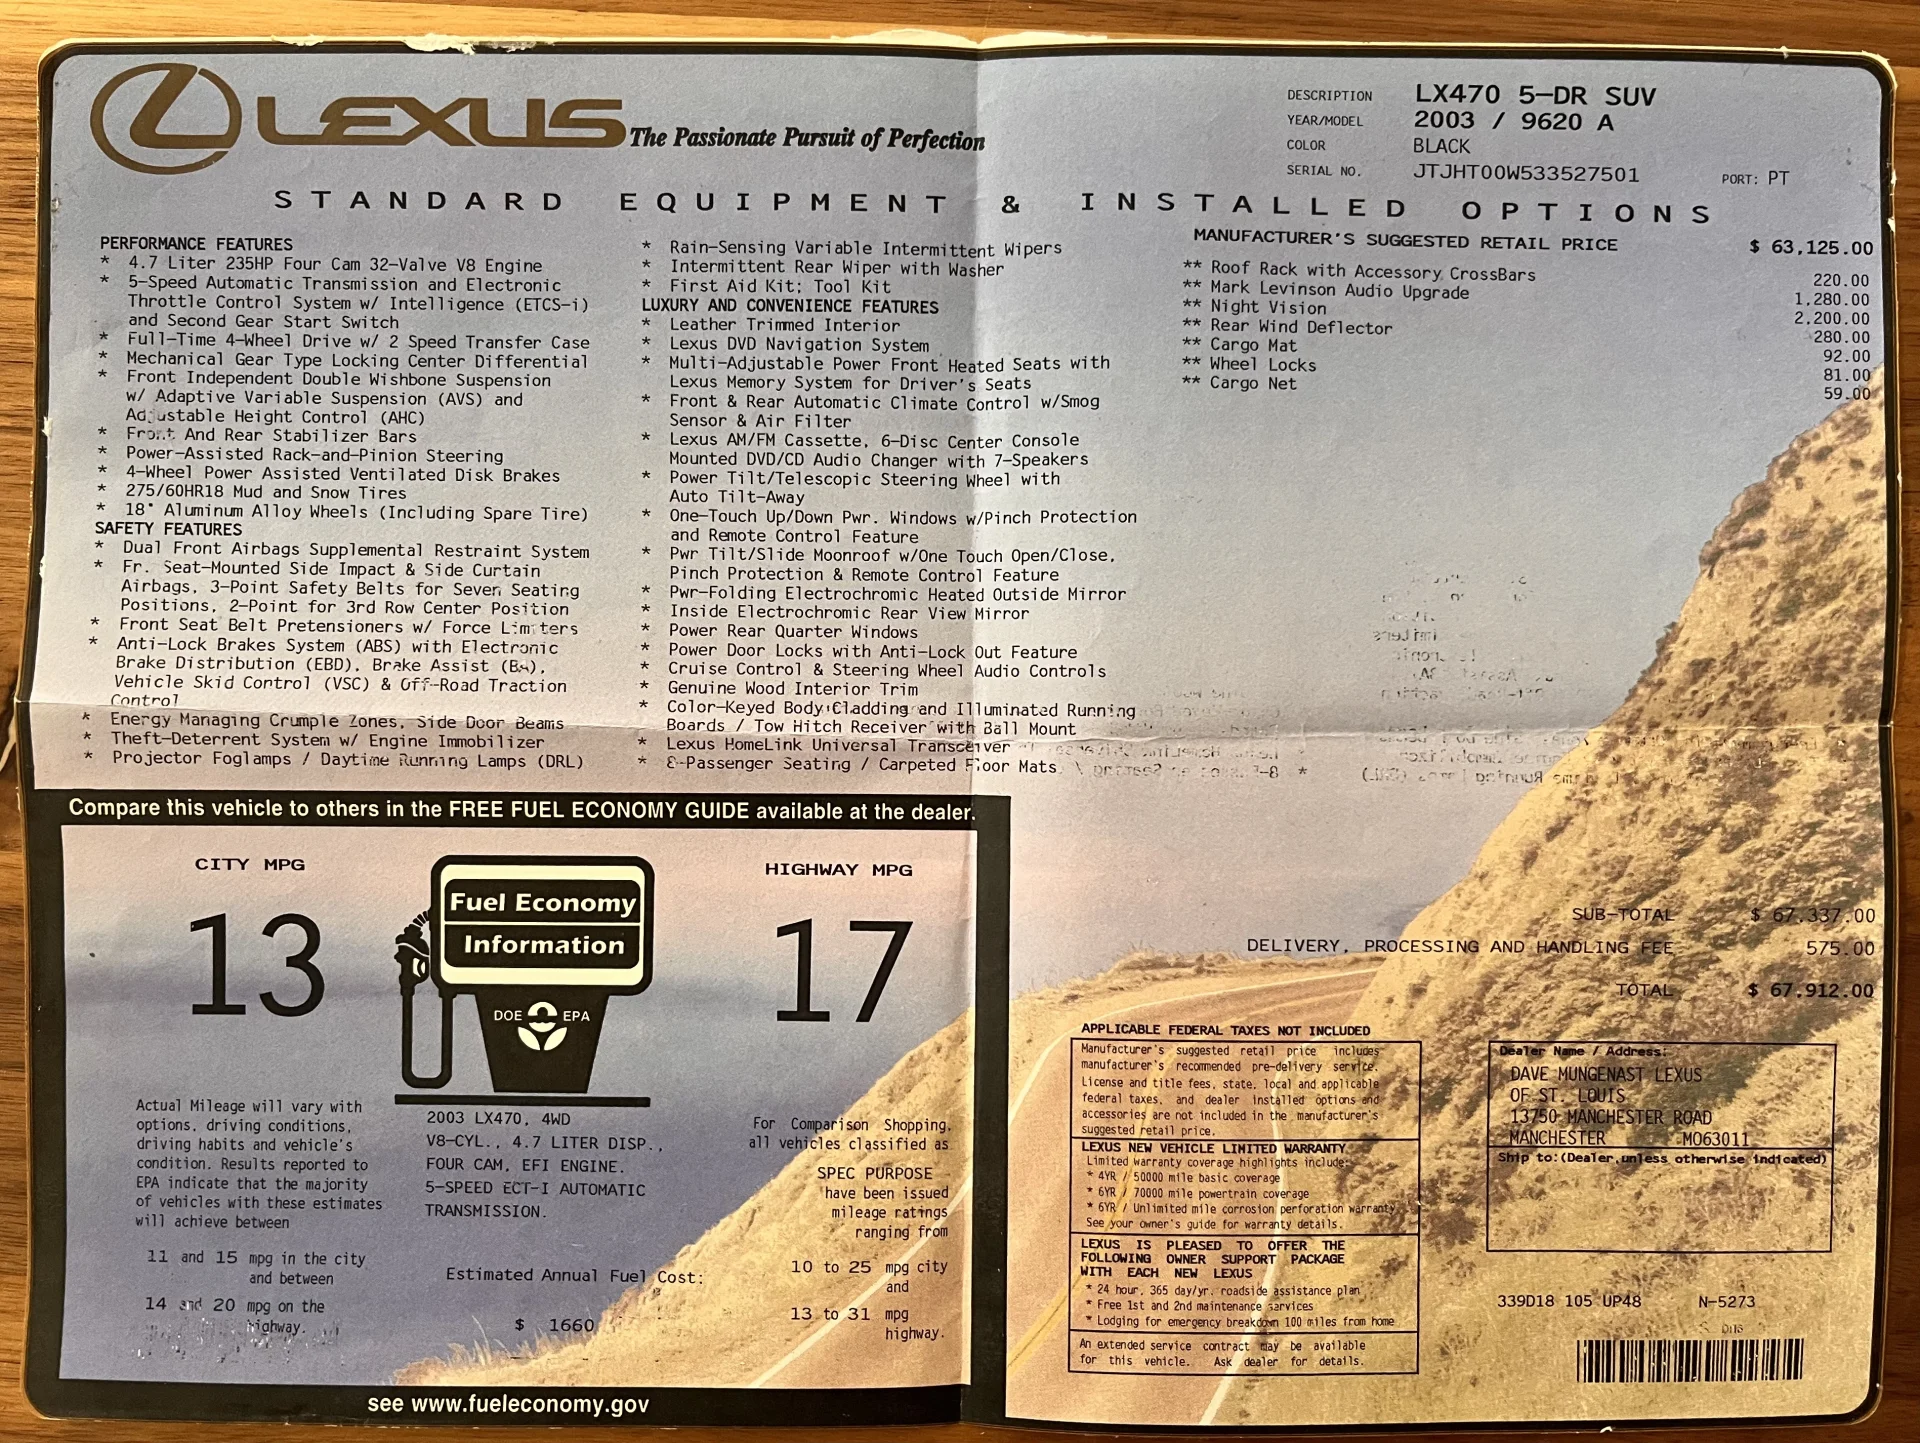 LEXUS The Passionate Pursuit of Perfection
DESCRIPTION LX470 5-DR SUV
YEAR/MODEL 2003 / 9620 A
COLOR BLACK
SERIAL NO. JTJHT00W533527501 PORT: PT
STANDARD EQUIPMENT & INSTALLED OPTIONS
PERFORMANCE FEATURES
* 4.7 Liter 235HP Four Cam 32-Valve V8 Engine
* 5-Speed Automatic Transmission and Electronic
Throttle Control System w/ Intelligence (ETCS-i)
and Second Gear Start Switch
* Full-Time 4-Wheel Drive w/ 2 Speed Transfer Case
* Mechanical Gear Type Locking Center Differential
* Front Independent Double Wishbone Suspension
w/ Adaptive Variable Suspension (AVS) and
Adjustable Height Control (AHC)
* Front And Rear Stabilizer Bars
* Power-Assisted Rack-and-Pinion Steering
* 4-Wheel Power Assisted Ventilated Disk Brakes
* 275/60HR18 Mud and Snow Tires
* 18" Aluminum Alloy Wheels (Including Spare Tire)
SAFETY FEATURES
* Dual Front Airbags Supplemental Restraint System
* Fr. Seat-Mounted Side Impact & Side Curtain
Airbags, 3-Point Safety Belts for Seven Seating
Positions, 2-Point for 3rd Row Center Position
* Front Seat Belt Pretensioners w/ Force Limiters
* Anti-Lock Brakes System (ABS) with Electronic
Brake Distribution (EBD), Brake Assist (BA),
Vehicle Skid Control (VSC) & Off-Road Traction
Control
* Energy Managing Crumple Zones, Side Door Beams
* Theft-Deterrent System w/ Engine Immobilizer
* Projector Foglamps / Daytime Running Lamps (DRL)
* Rain-Sensing Variable Intermittent Wipers
* Intermittent Rear Wiper with Washer
* First Aid Kit; Tool Kit
LUXURY AND CONVENIENCE FEATURES
* Leather Trimmed Interior
* Lexus DVD Navigation System
* Multi-Adjustable Power Front Heated Seats with
Lexus Memory System for Driver's Seats
* Front & Rear Automatic Climate Control w/Smog
Sensor & Air Filter
* Lexus AM/FM Cassette, 6-Disc Center Console
Mounted DVD/CD Audio Changer with 7-Speakers
* Power Tilt/Telescopic Steering Wheel with
Auto Tilt-Away
* One-Touch Up/Down Pwr. Windows w/Pinch Protection
and Remote Control Feature
* Pwr Tilt/Slide Moonroof w/One Touch Open/Close,
Pinch Protection & Remote Control Feature
* Pwr-Folding Electrochromic Heated Outside Mirror
* Inside Electrochromic Rear View Mirror
* Power Rear Quarter Windows
* Power Door Locks with Anti-Lock Out Feature
* Cruise Control & Steering Wheel Audio Controls
* Genuine Wood Interior Trim
* Color-Keyed Body Cladding and Illuminated Running
Boards / Tow Hitch Receiver with Ball Mount
* Lexus HomeLink Universal Transceiver
* 8-Passenger Seating / Carpeted Floor Mats
MANUFACTURER'S SUGGESTED RETAIL PRICE $ 63,125.00
** Roof Rack with Accessory CrossBars 220.00
** Mark Levinson Audio Upgrade 1,280.00
** Night Vision 2,200.00
** Rear Wind Deflector 280.00
** Cargo Mat 92.00
** Wheel Locks 81.00
** Cargo Net 59.00
SUB-TOTAL $ 67,337.00
DELIVERY, PROCESSING AND HANDLING FEE 575.00
TOTAL $ 67,912.00
Compare this vehicle to others in the FREE FUEL ECONOMY GUIDE available at the dealer.
CITY MPG
13
Fuel Economy
Information
DOE EPA
HIGHWAY MPG
17
Actual Mileage will vary with
options, driving conditions,
driving habits and vehicle's
condition. Results reported to
EPA indicate that the majority
of vehicles with these estimates
will achieve between
11 and 15 mpg in the city
and between
14 and 20 mpg on the
highway.
2003 LX470, 4WD
V8-CYL., 4.7 LITER DISP.,
FOUR CAM, EFI ENGINE.
5-SPEED ECT-I AUTOMATIC
TRANSMISSION.
Estimated Annual Fuel Cost:
$ 1660
For Comparison Shopping,
all vehicles classified as
SPEC PURPOSE
have been issued
mileage ratings
ranging from
10 to 25 mpg city
and
13 to 31 mpg
highway.
see www.fueleconomy.gov
APPLICABLE FEDERAL TAXES NOT INCLUDED
Manufacturer's suggested retail price includes
manufacturer's recommended pre-delivery service.
License and title fees, state, local and applicable
federal taxes, and dealer installed options and
accessories are not included in the manufacturer's
suggested retail price.
LEXUS NEW VEHICLE LIMITED WARRANTY
Limited warranty coverage highlights include:
* 4YR / 50000 mile basic coverage
* 6YR / 70000 mile powertrain coverage
* 6YR / Unlimited mile corrosion perforation warranty
See your owner's guide for warranty details.
LEXUS IS PLEASED TO OFFER THE
FOLLOWING OWNER SUPPORT PACKAGE
WITH EACH NEW LEXUS
* 24 hour, 365 day/yr. roadside assistance plan
* Free 1st and 2nd maintenance services
* Lodging for emergency breakdown 100 miles from home
An extended service contract may be available
for this vehicle. Ask dealer for details.
Dealer Name / Address:
DAVE MUNGENAST LEXUS
OF ST. LOUIS
13750 MANCHESTER ROAD
MANCHESTER MO63011
Ship to:(Dealer,unless otherwise indicated)
339D18 105 UP48 N-5273